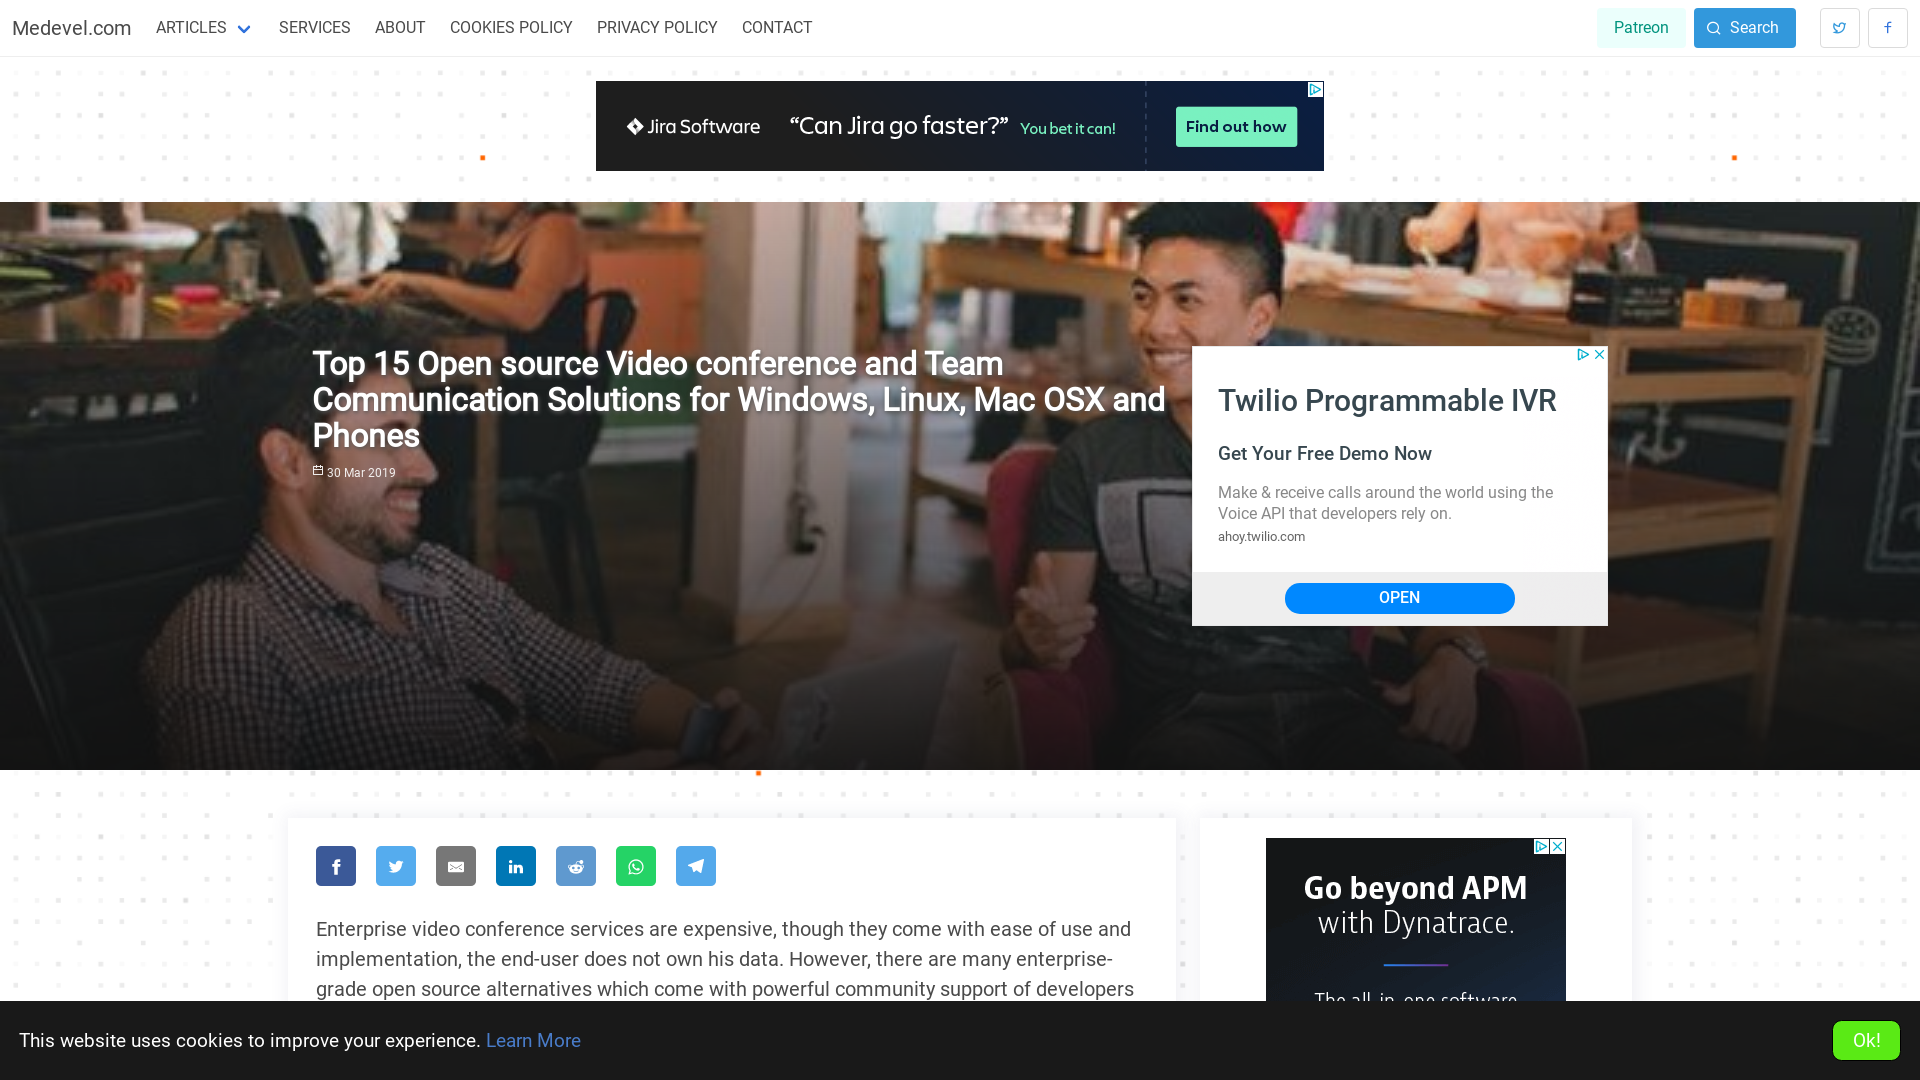 Medevel.com
ARTICLES
SERVICES
ABOUT
COOKIES POLICY
PRIVACY POLICY
CONTACT
Patreon
Search
Jira Software
“Can Jira go faster?” You bet it can!
Find out how
Top 15 Open source Video conference and Team
Communication Solutions for Windows, Linux, Mac OSX and
Phones
30 Mar 2019
Twilio Programmable IVR
Get Your Free Demo Now
Make & receive calls around the world using the
Voice API that developers rely on.
ahoy.twilio.com
OPEN
Enterprise video conference services are expensive, though they come with ease of use and
implementation, the end-user does not own his data. However, there are many enterprise-
grade open source alternatives which come with powerful community support of developers
Go beyond APM
with Dynatrace.
The all-in-one software
This website uses cookies to improve your experience. Learn More
Ok!